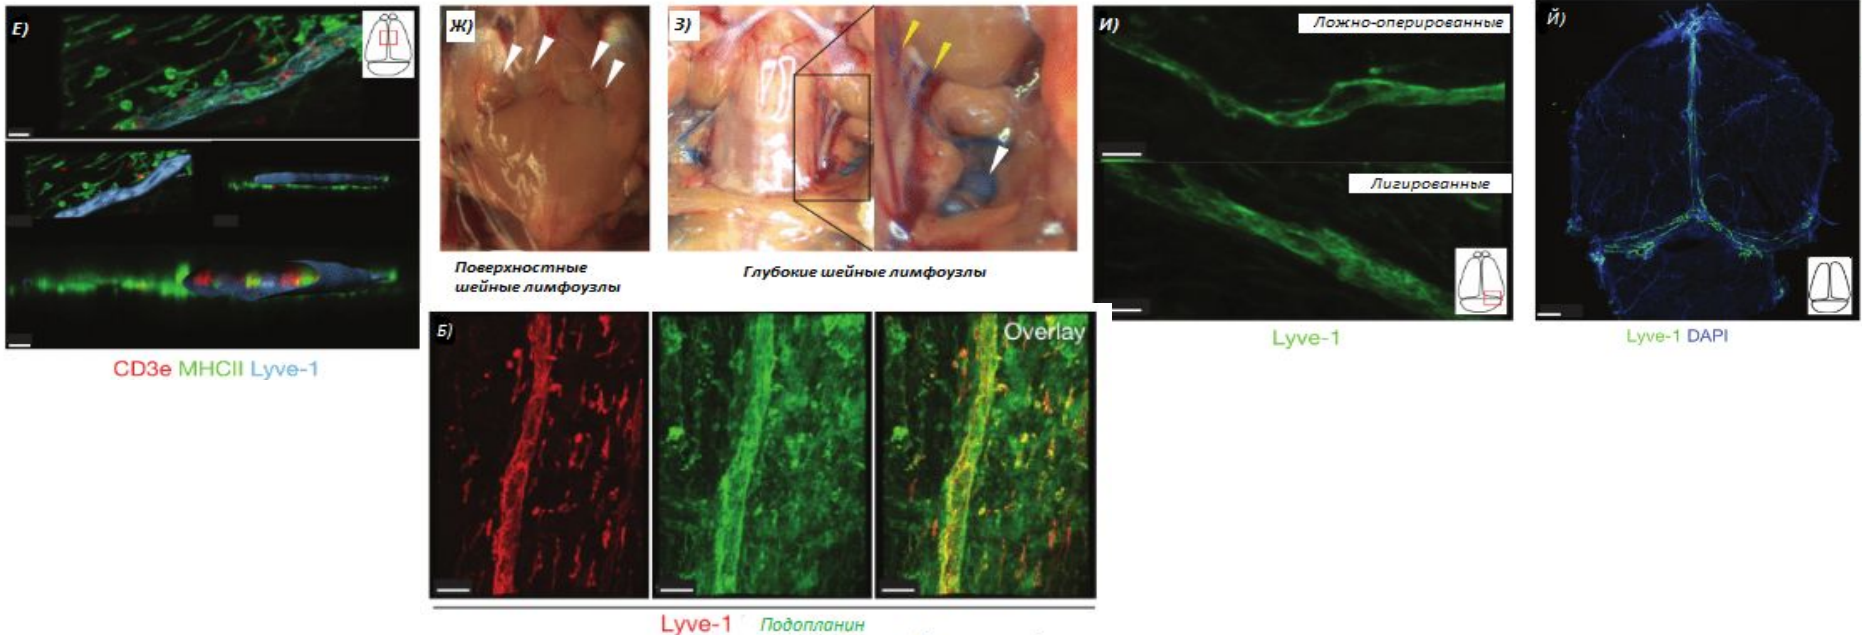 Е)
CD3e MHCII Lyve-1
Ж)
Поверхностные
шейные лимфоузлы
З)
Глубокие шейные лимфоузлы
И)
Ложно-оперированные
Лигированные
Lyve-1
Й)
Lyve-1 DAPI
Б)
Overlay
Lyve-1 Подопланин